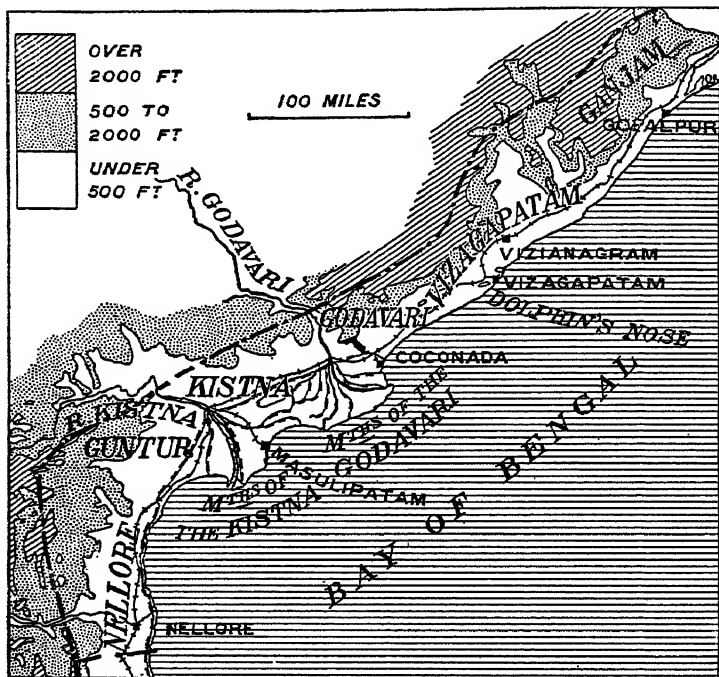 OVER
2000 FT
500 TO
2000 FT
UNDER
500 FT
100 MILES
GANJAM
GOPALPUR
R. GODAVARI
VIZAGAPATAM
VIZIANAGRAM
VIZAGAPATAM
DOLPHIN'S NOSE
GODAVARI
COCONADA
KISTNA
R. KISTNA
GUNTUR
MTHS OF THE
GODAVARI
MASULIPATAM
MTHS OF
THE KISTNA
BAY OF BENGAL
NELLORE
NELLORE